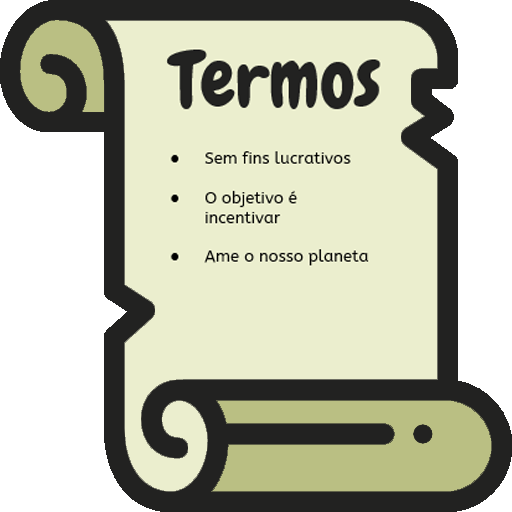 Termos
• Sem fins lucrativos
• O objetivo é
incentivar
• Ame o nosso planeta